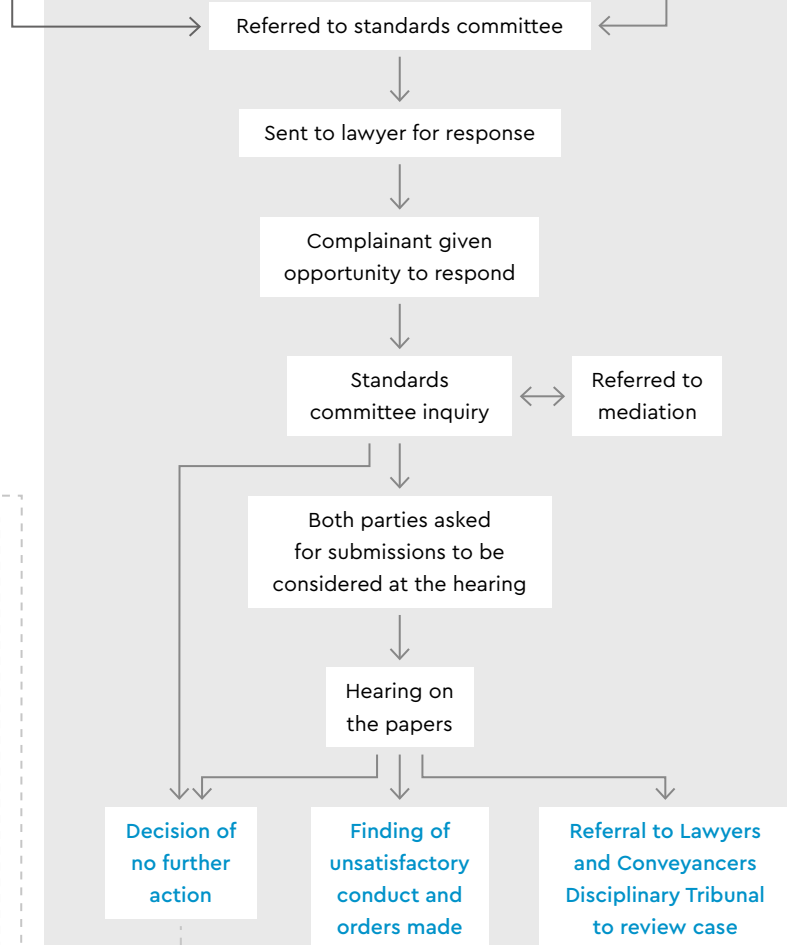 Referred to standards committee
Sent to lawyer for response
Complainant given
opportunity to respond
Standards
committee inquiry
Referred to
mediation
Both parties asked
for submissions to be
considered at the hearing
Hearing on
the papers
Decision of
no further
action
Finding of
unsatisfactory
conduct and
orders made
Referral to Lawyers
and Conveyancers
Disciplinary Tribunal
to review case